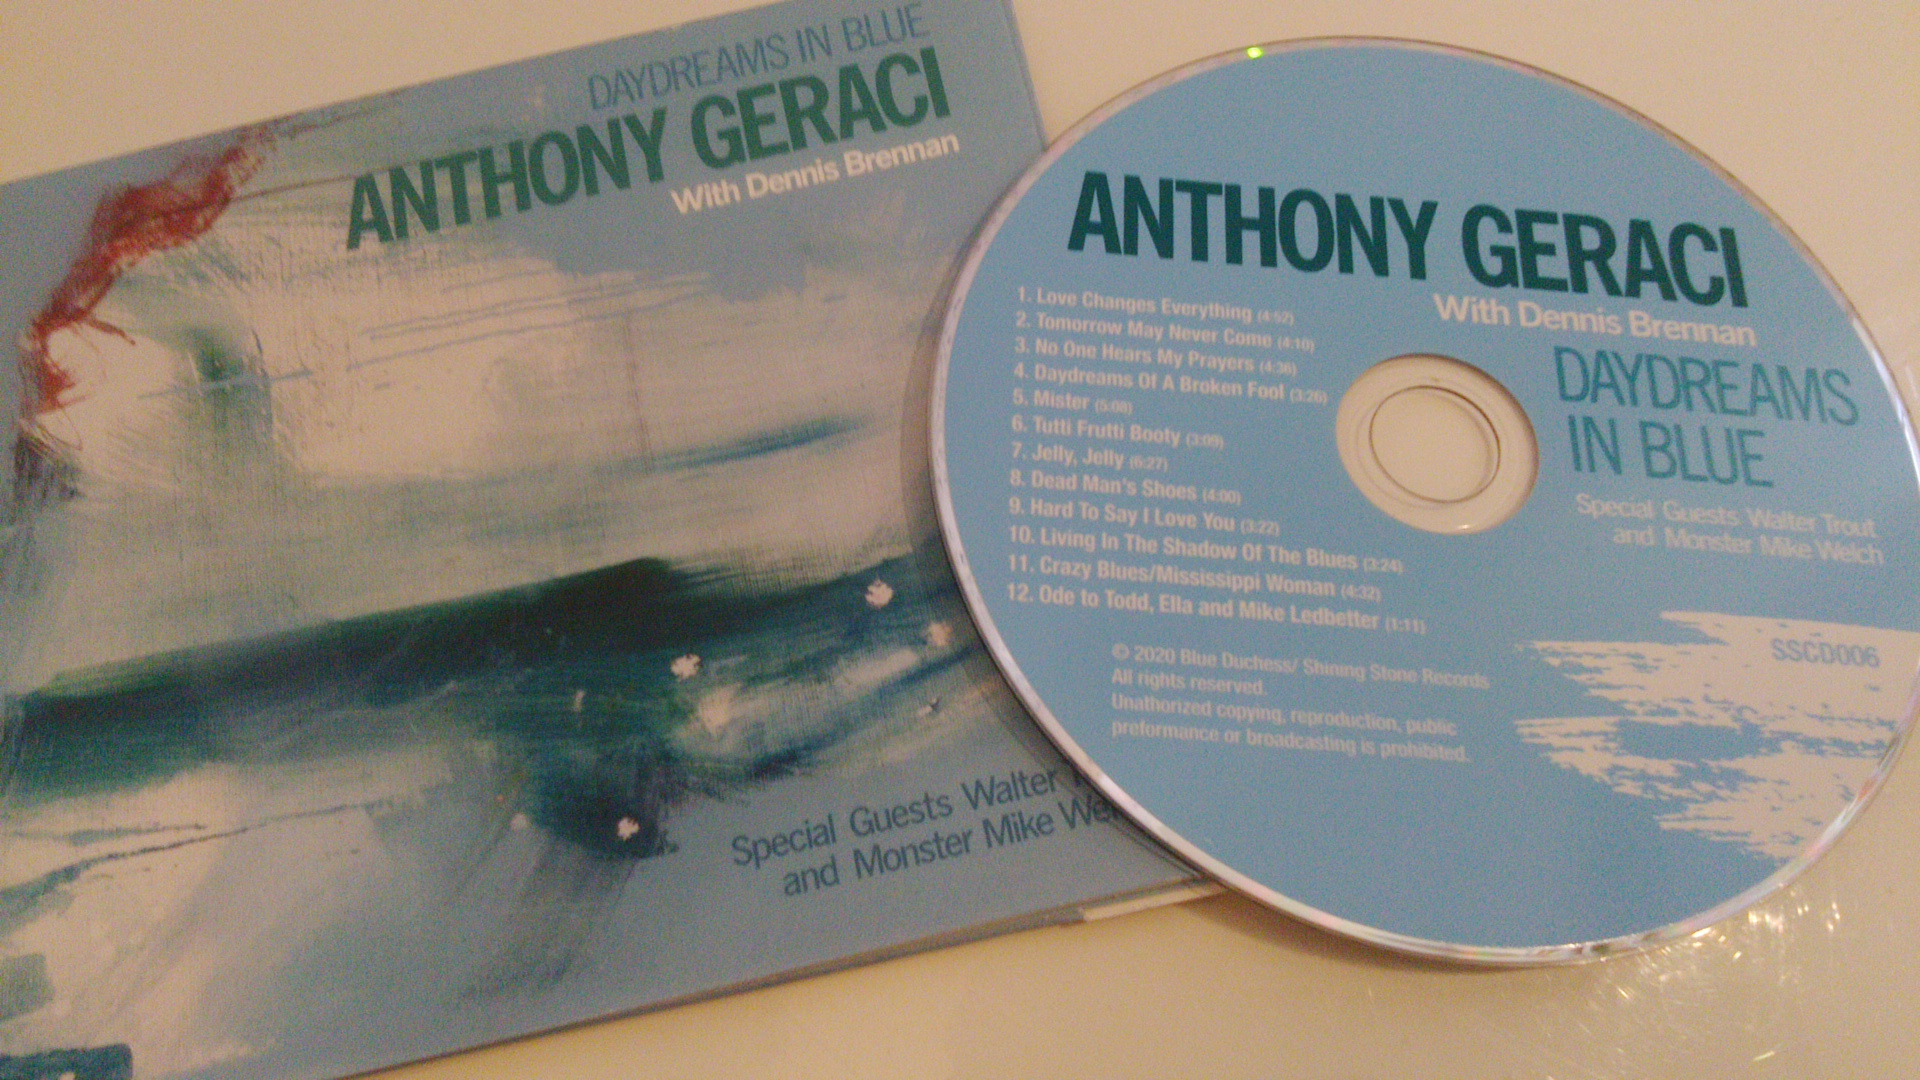 DAYDREAMS IN BLUE
ANTHONY GERACI
With Dennis Brennan
Special Guests Walter
and Monster Mike
ANTHONY GERACI
With Dennis Brennan
DAYDREAMS
IN BLUE
Special Guests Walter Trout
and Monster Mike Welch
1. Love Changes Everything (4:52)
2. Tomorrow May Never Come (4:10)
3. No One Hears My Prayers (4:36)
4. Daydreams Of A Broken Fool (3:26)
5. Mister (5:08)
6. Tutti Frutti Booty (3:09)
7. Jelly, Jelly (6:27)
8. Dead Man's Shoes (4:00)
9. Hard To Say I Love You (3:22)
10. Living In The Shadow Of The Blues (3:24)
11. Crazy Blues/Mississippi Woman (4:32)
12. Ode to Todd, Ella and Mike Ledbetter (1:11)
© 2020 Blue Duchess/ Shining Stone Records
All rights reserved.
Unathorized copying, reproduction, public
preformance or broadcasting is prohibited.
SSCD006